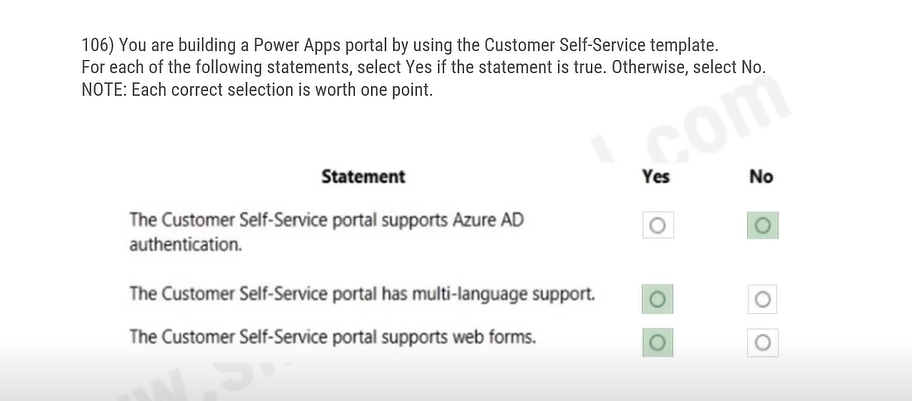 106) You are building a Power Apps portal by using the Customer Self-Service template.
For each of the following statements, select Yes if the statement is true. Otherwise, select No.
NOTE: Each correct selection is worth one point.
.com
Statement Yes No
The Customer Self-Service portal supports Azure AD
authentication.
The Customer Self-Service portal has multi-language support.
The Customer Self-Service portal supports web forms.